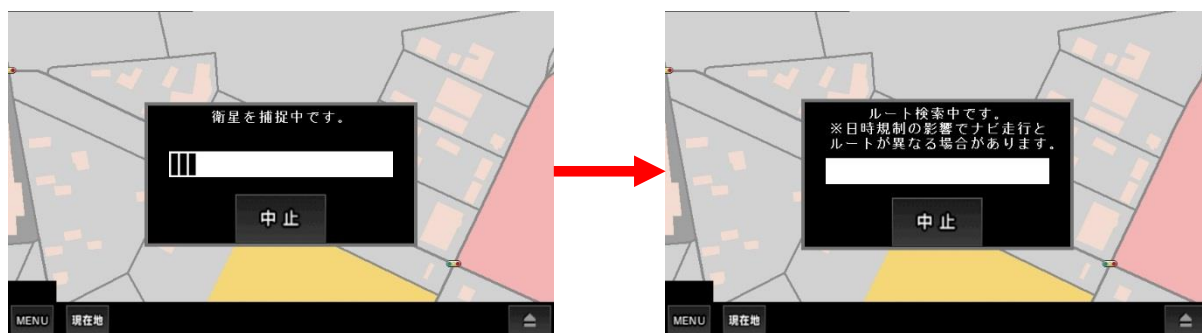 衛星を捕捉中です。
中止
MENU
現在地
ルート検索中です。
※日時規制の影響でナビ走行と
ルートが異なる場合があります。
中止
MENU
現在地